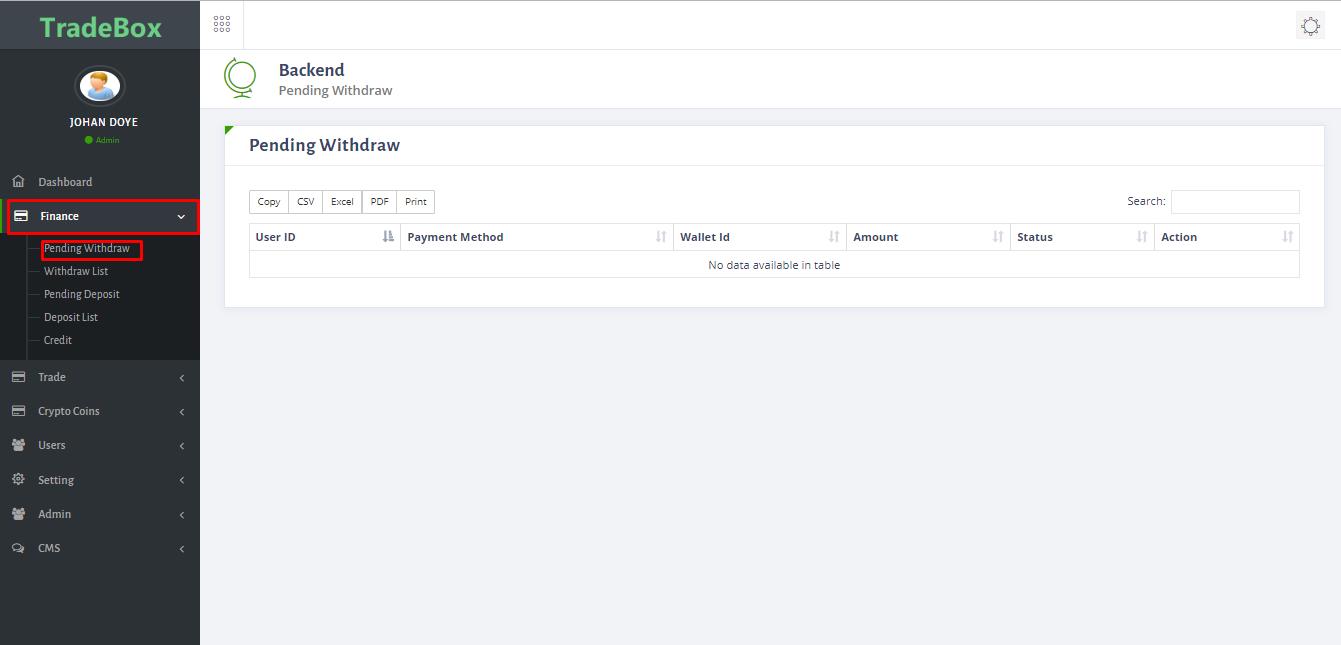 TradeBox
JOHAN DOYE
Admin
Dashboard
Finance
Pending Withdraw
Withdraw List
Pending Deposit
Deposit List
Credit
Trade
Crypto Coins
Users
Setting
Admin
CMS
Backend
Pending Withdraw
Pending Withdraw
Copy CSV Excel PDF Print
Search:
User ID Payment Method Wallet Id Amount Status Action
No data available in table